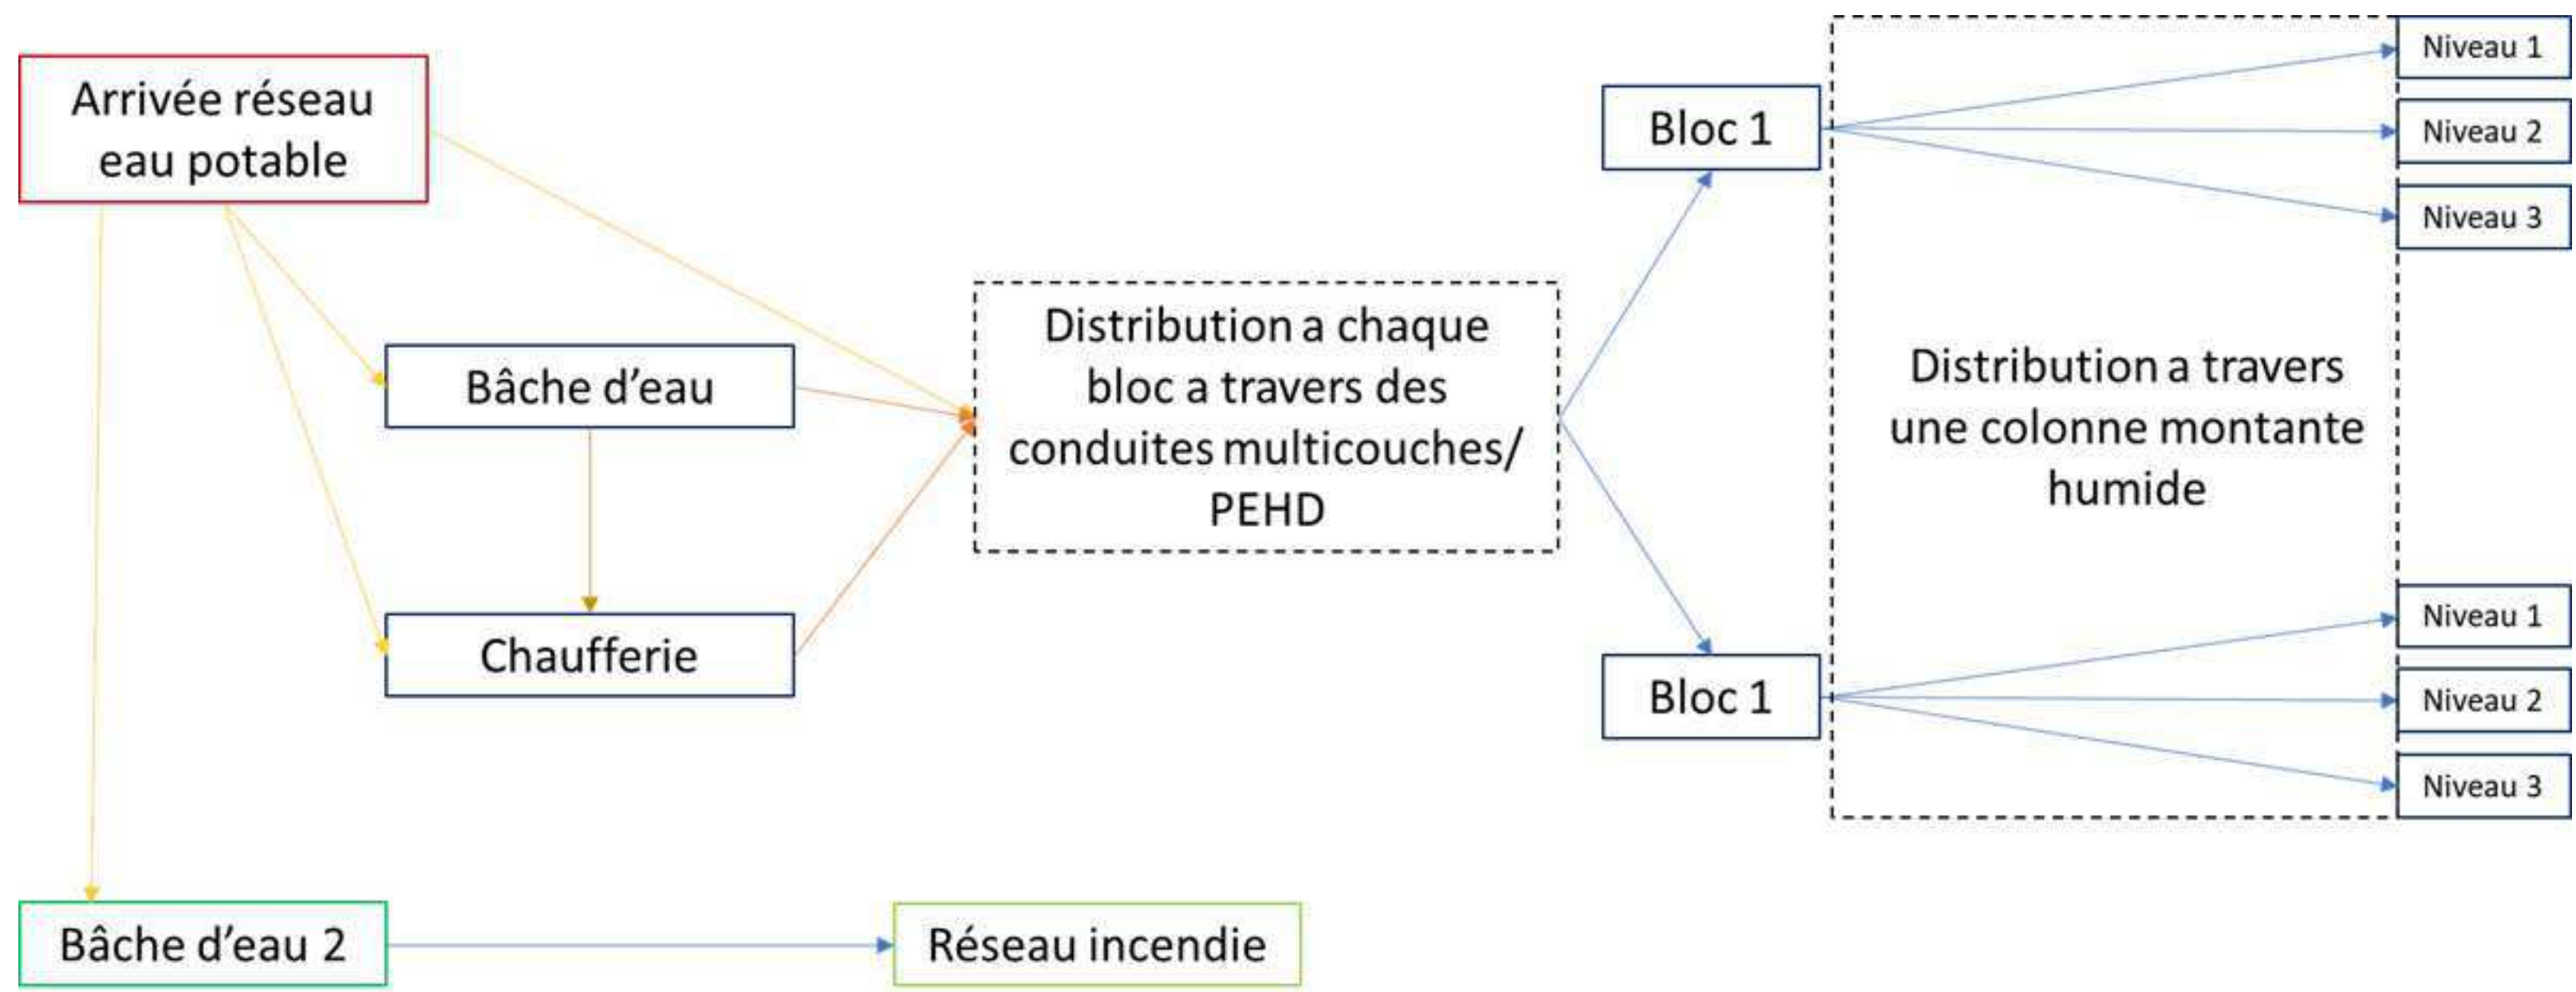 Arrivée réseau
eau potable
Bâche d'eau
Chaufferie
Bâche d'eau 2
Réseau incendie
Distribution a chaque
bloc a travers des
conduites multicouches/
PEHD
Bloc 1
Bloc 1
Distribution a travers
une colonne montante
humide
Niveau 1
Niveau 2
Niveau 3
Niveau 1
Niveau 2
Niveau 3